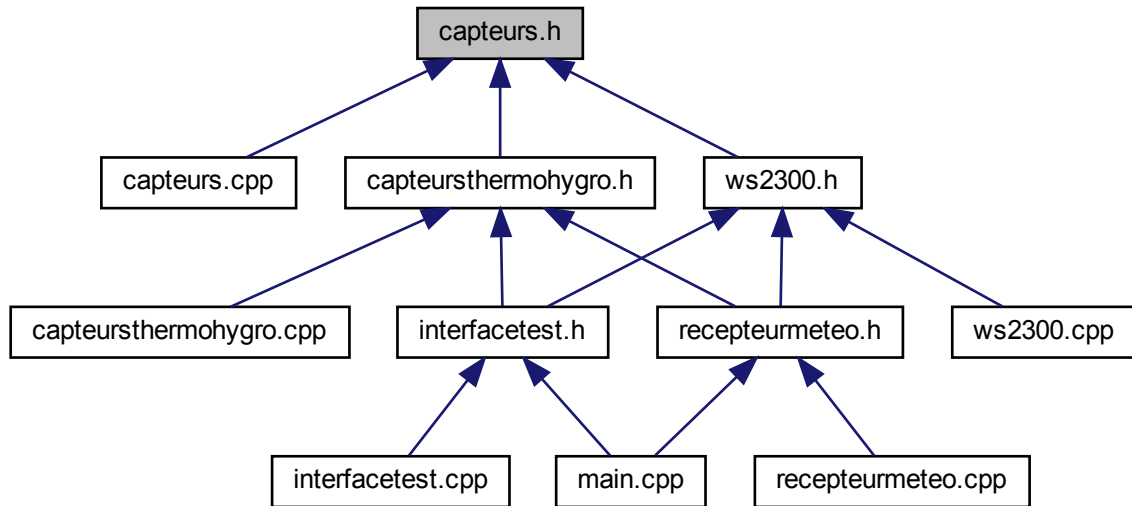 capteurs.h
capteurs.cpp
capteursthermohygro.h
ws2300.h
capteursthermohygro.cpp
interfacetest.h
recepteurmeteo.h
ws2300.cpp
interfacetest.cpp
main.cpp
recepteurmeteo.cpp